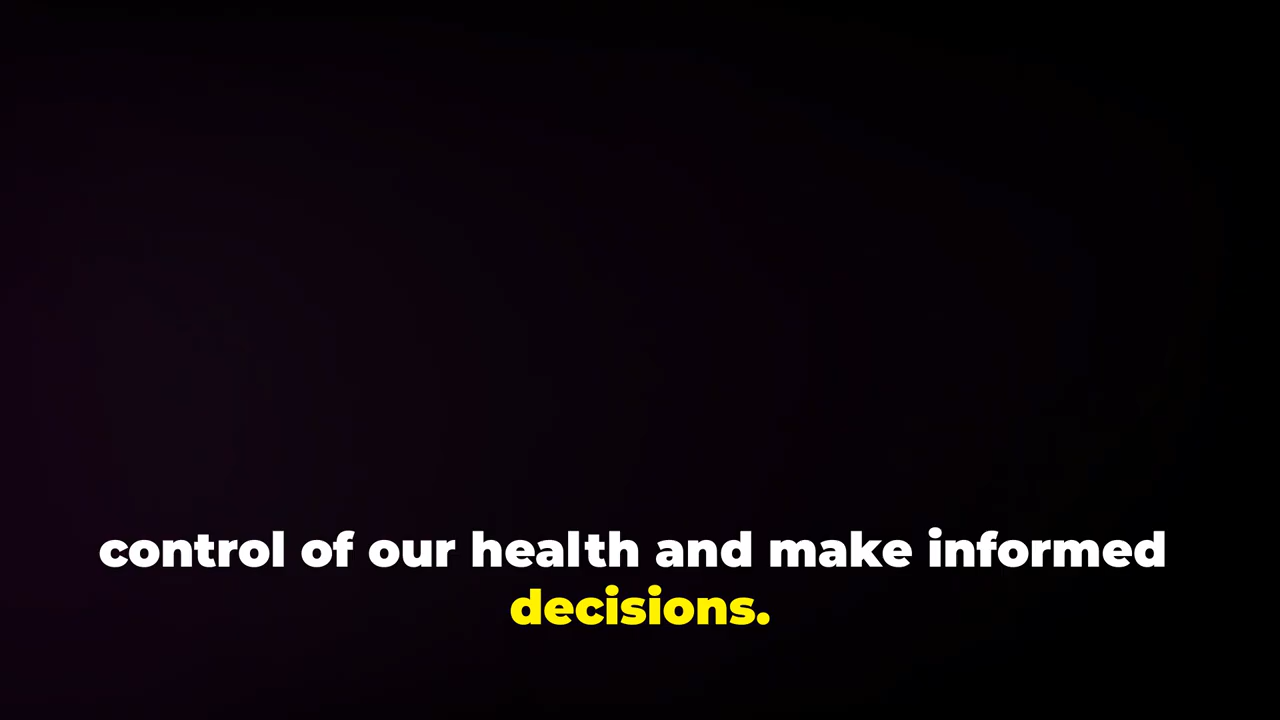 control of our health and make informed
decisions.